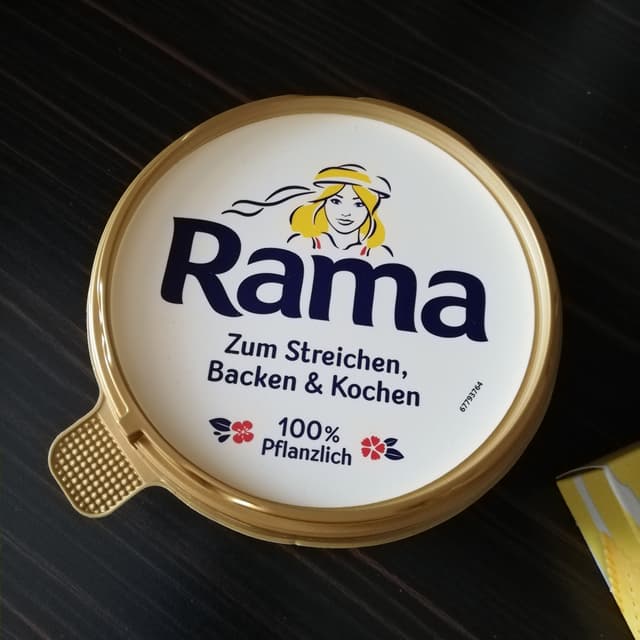 Rama
Zum Streichen,
Backen & Kochen
67793764
100%
Pflanzlich